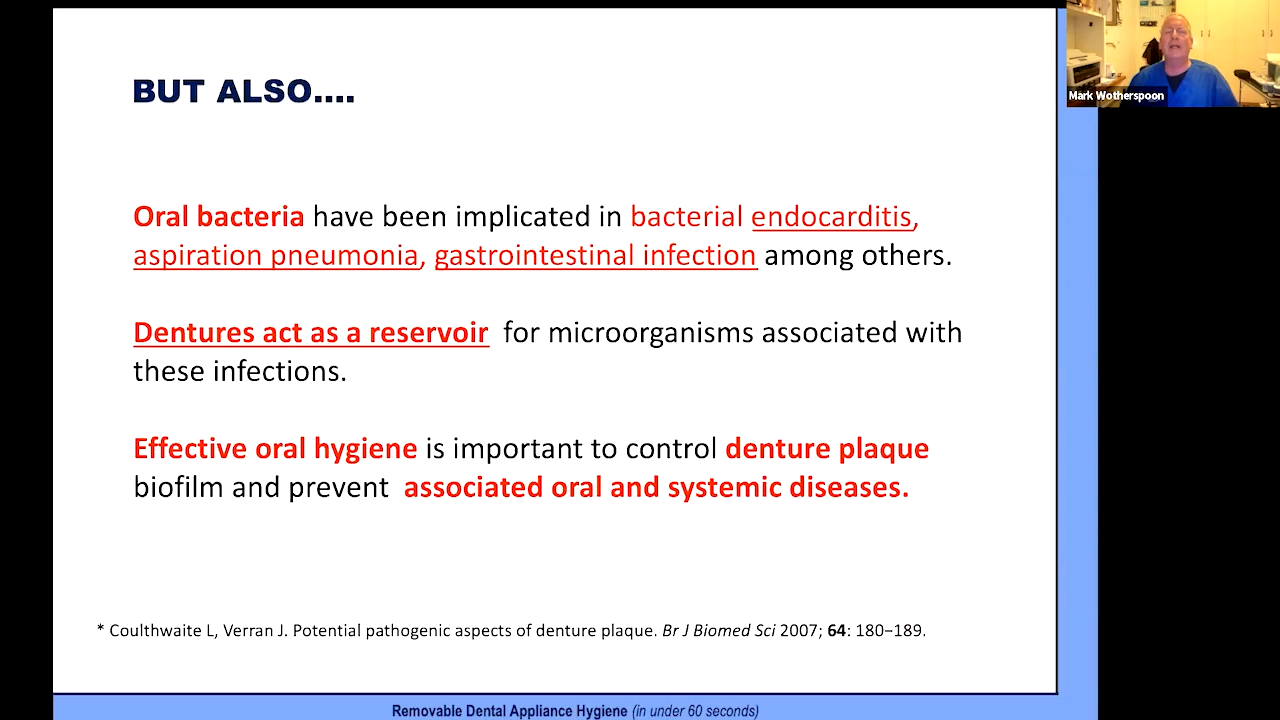 BUT ALSO....
Oral bacteria have been implicated in bacterial endocarditis,
aspiration pneumonia, gastrointestinal infection among others.
Dentures act as a reservoir for microorganisms associated with
these infections.
Effective oral hygiene is important to control denture plaque
biofilm and prevent associated oral and systemic diseases.
* Coulthwaite L, Verran J. Potential pathogenic aspects of denture plaque. Br J Biomed Sci 2007; 64: 180–189.
Removable Dental Appliance Hygiene (in under 60 seconds)
Mark Wotherspoon